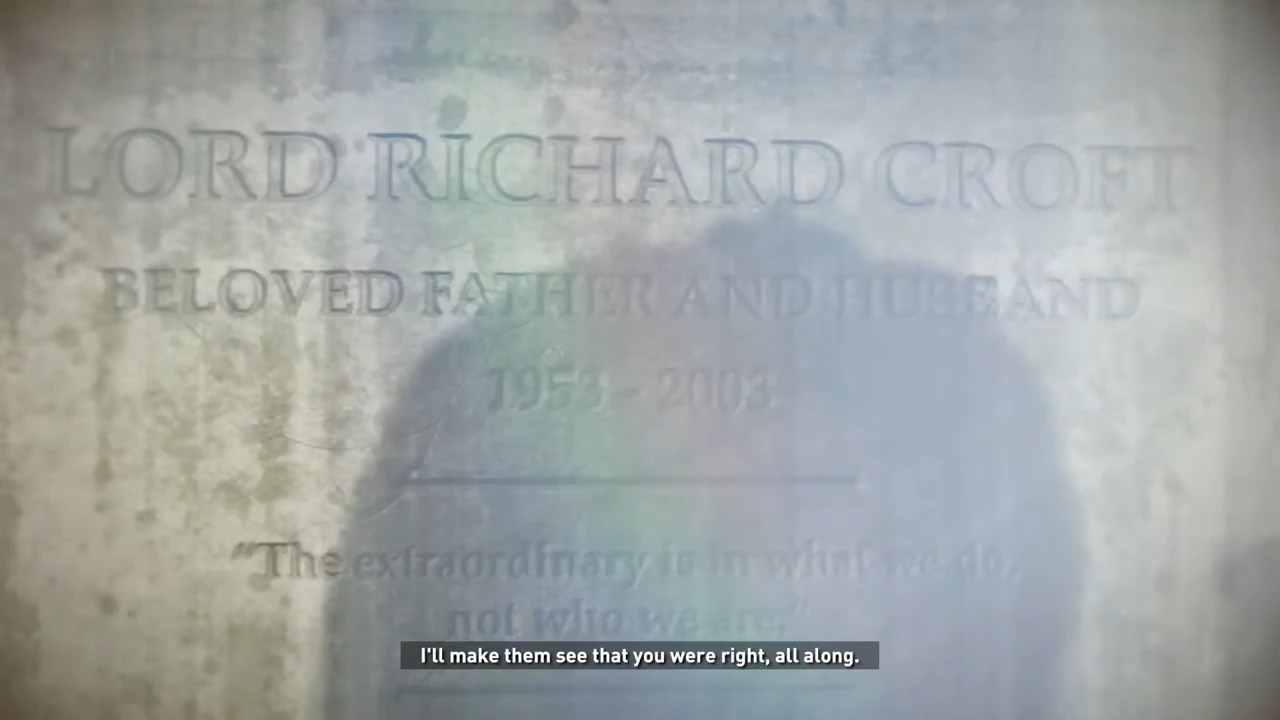 LORD RICHARD CROFT
BELOVED FATHER AND HUSBAND
1953 - 2003
“The extraordinary is in what we do,
not who we are.”
I'll make them see that you were right, all along.